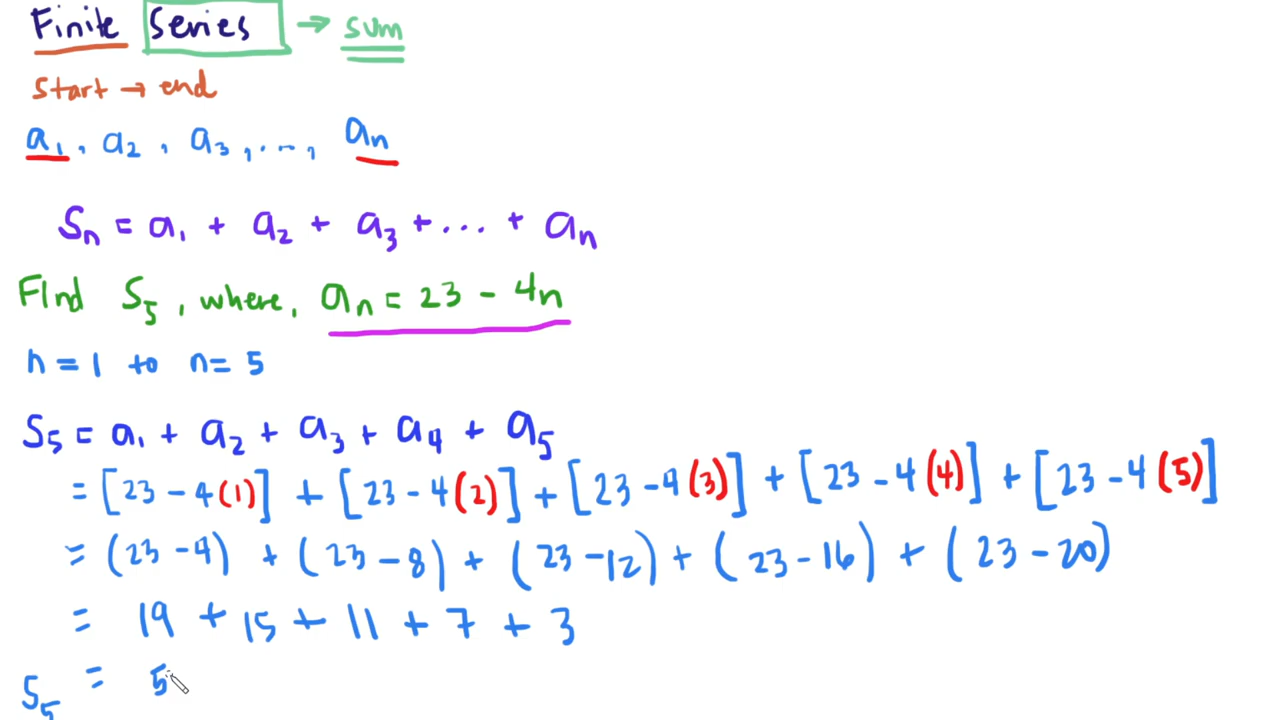 Finite Series → sum
Start → end
a₁, a₂, a₃, ..., aₙ
Sₙ = a₁ + a₂ + a₃ + ... + aₙ
Find S₅, where, aₙ = 23 - 4n
n = 1 to n = 5
S₅ = a₁ + a₂ + a₃ + a₄ + a₅
= [23 - 4(1)] + [23 - 4(2)] + [23 - 4(3)] + [23 - 4(4)] + [23 - 4(5)]
= (23 - 4) + (23 - 8) + (23 - 12) + (23 - 16) + (23 - 20)
= 19 + 15 + 11 + 7 + 3
S₅ = 5